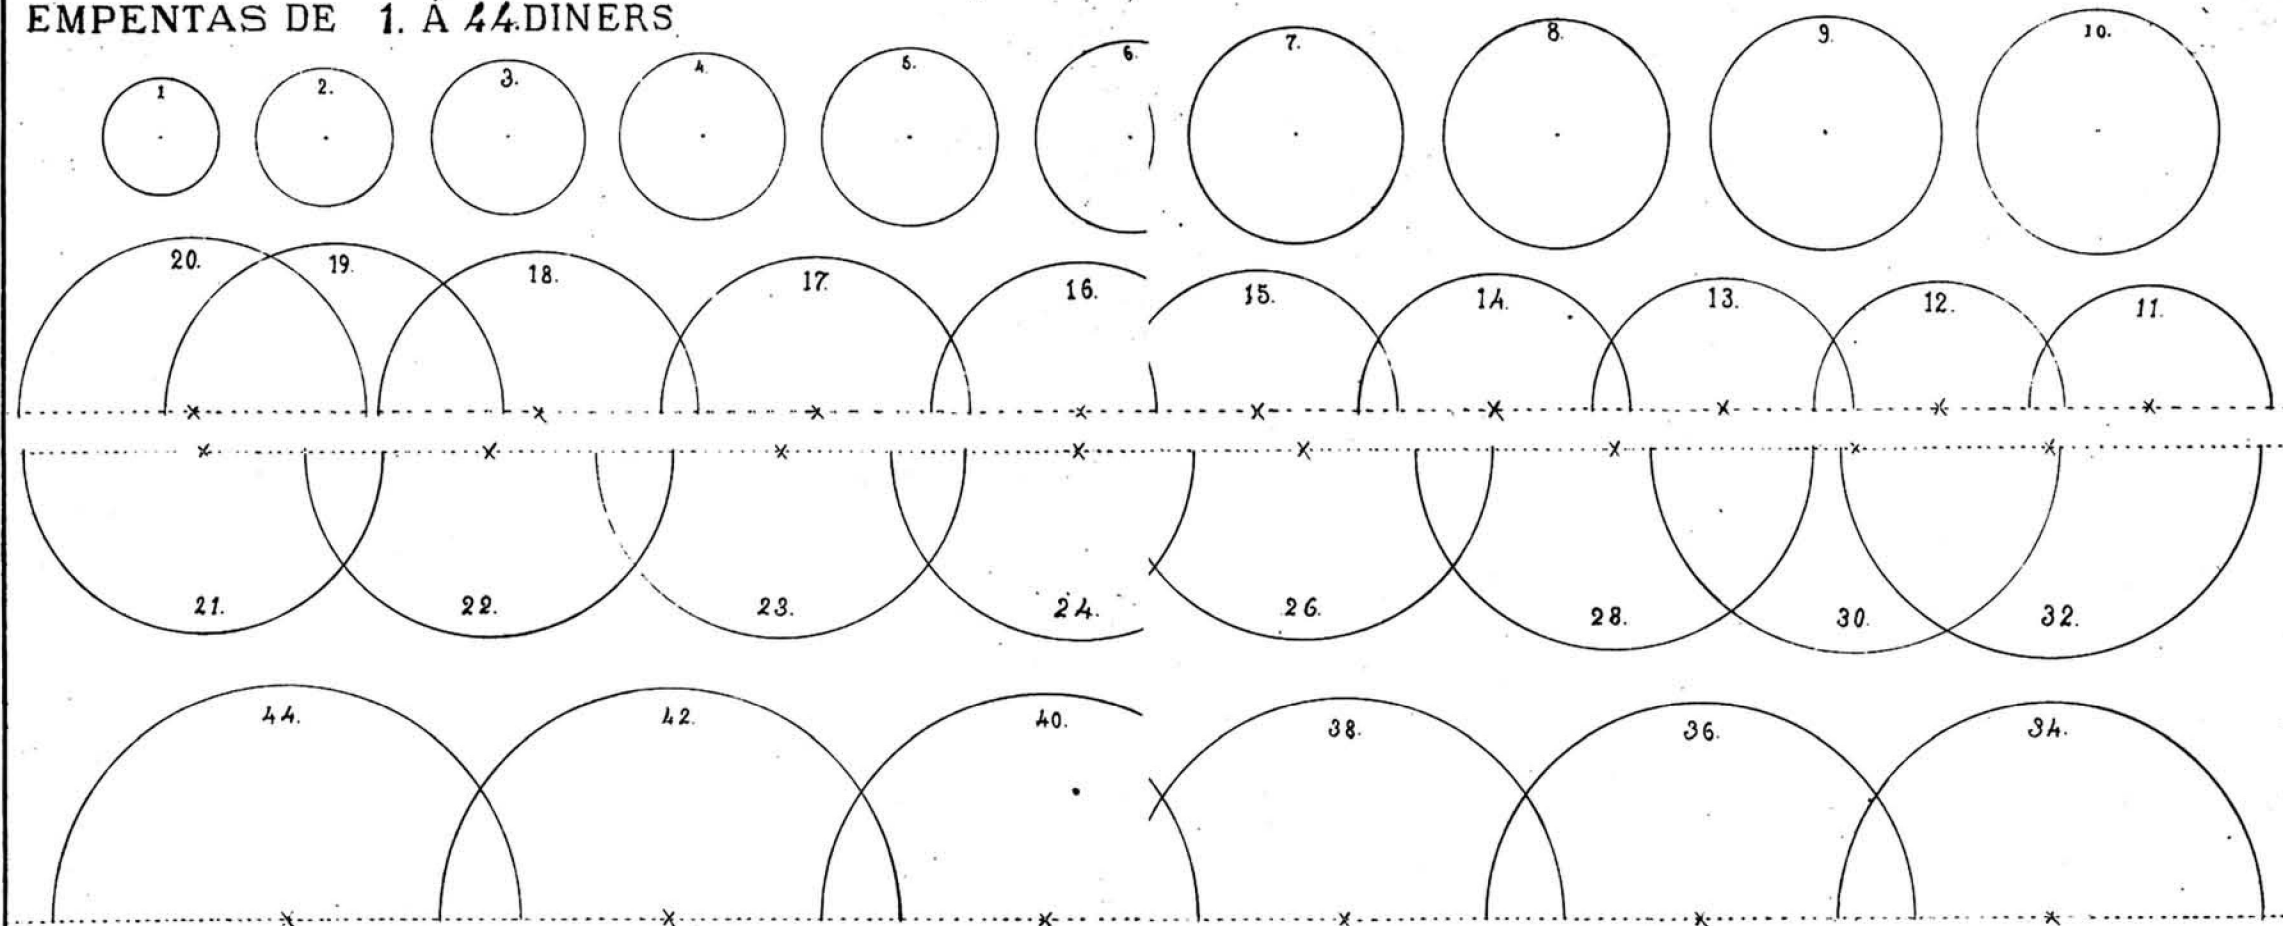 EMPENTAS DE 1. À 44. DINERS
1 2. 3. 4. 5. 6. 7. 8. 9. 10.
20. 19. 18. 17. 16. 15. 14. 13. 12. 11.
21. 22. 23. 24. 26. 28. 30. 32.
44. 42. 40. 38. 36. 34.